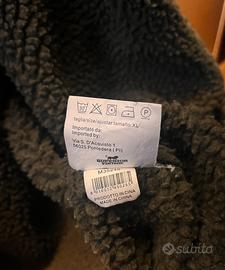 taglia/size/ajustar/tamaño: XL
Importato da:
Imported by:
Via S. D'Acquisto 1
56025 Pontedera ( PI )
PRODOTTO IN CINA
MADE IN CHINA
subito